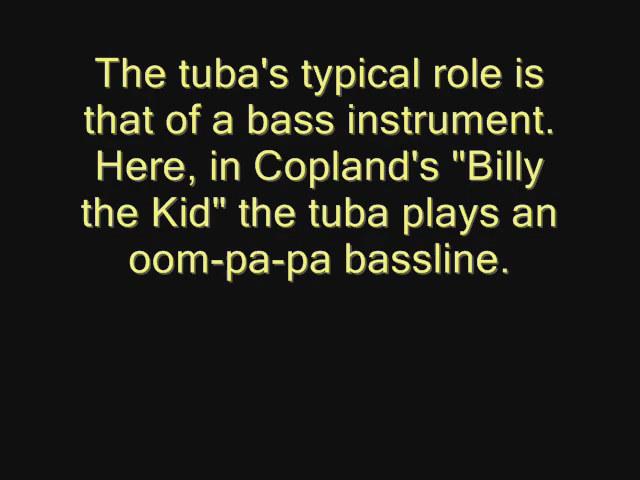 The tuba's typical role is
that of a bass instrument.
Here, in Copland's "Billy
the Kid" the tuba plays an
oom-pa-pa bassline.